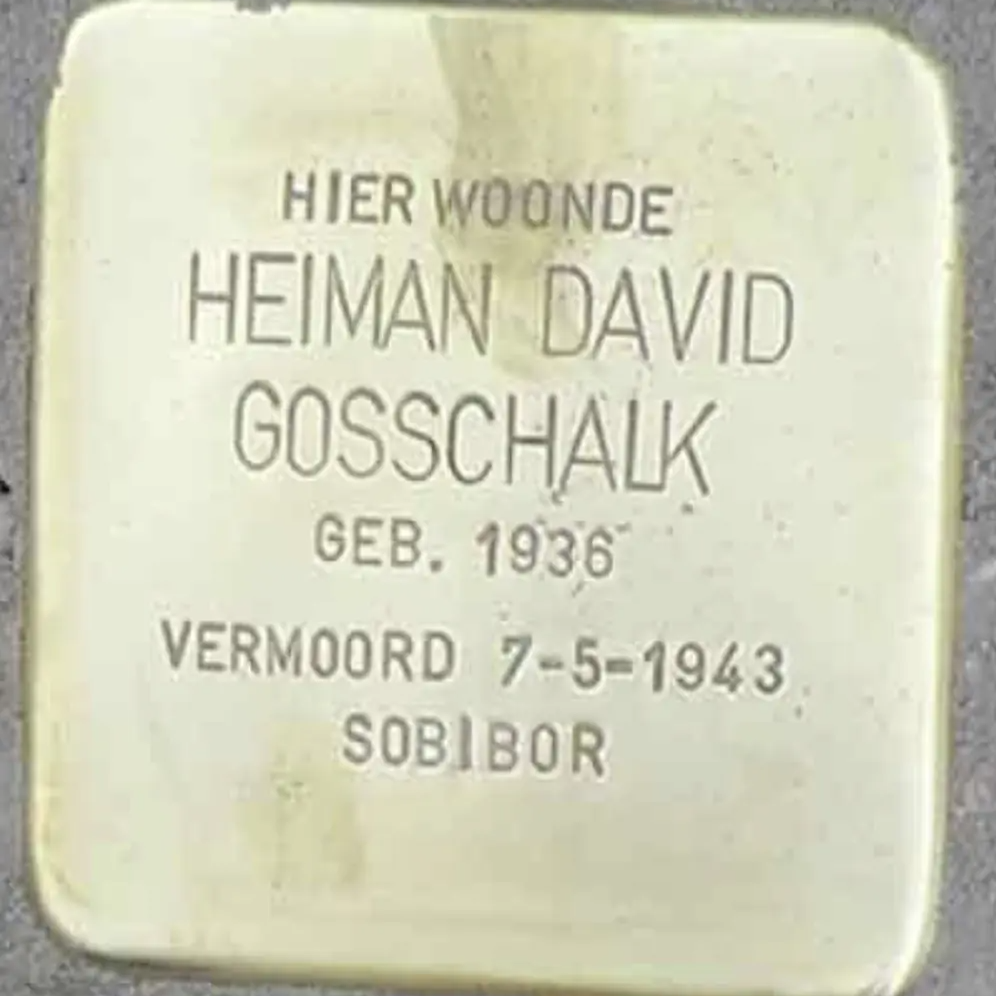 HIER WOONDE
HEIMAN DAVID
GOSSCHALK
GEB. 1936
VERMOORD 7-5-1943
SOBIBOR